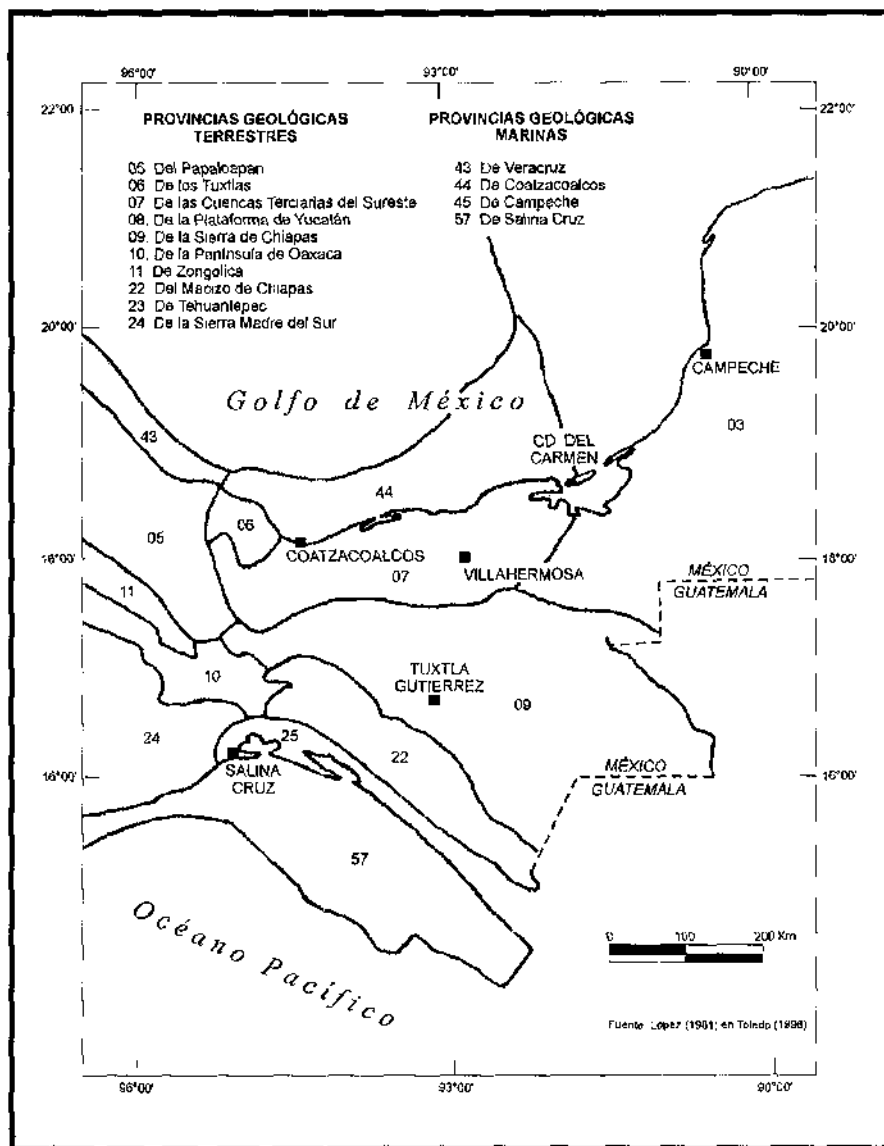 96°00'
93°00'
90°00'
22°00'
22°00'
PROVINCIAS GEOLÓGICAS
TERRESTRES
05 Del Papaloapan
06 De los Tuxtlas
07 De las Cuencas Terciarias del Sureste
08. De la Plataforma de Yucatán
09. De la Sierra de Chiapas
10. De la Península de Oaxaca
11 De Zongolica
22 Del Macizo de Chiapas
23 De Tehuantepec
24 De la Sierra Madre del Sur
PROVINCIAS GEOLÓGICAS
MARINAS
43 De Veracruz
44 De Coatzacoalcos
45 De Campeche
57 De Salina Cruz
20°00'
20°00'
CAMPECHE
Golfo de México
03
43
CD DEL
CARMEN
44
05
06
COATZACOALCOS
18°00'
18°00'
07
VILLAHERMOSA
MÉXICO
GUATEMALA
11
10
TUXTLA
GUTIERREZ
09
24
25
22
16°00'
16°00'
SALINA
CRUZ
MÉXICO
GUATEMALA
57
Océano Pacífico
0 100 200 Km
Fuente López (1981) en Toledo (1996)
96°00'
93°00'
90°00'